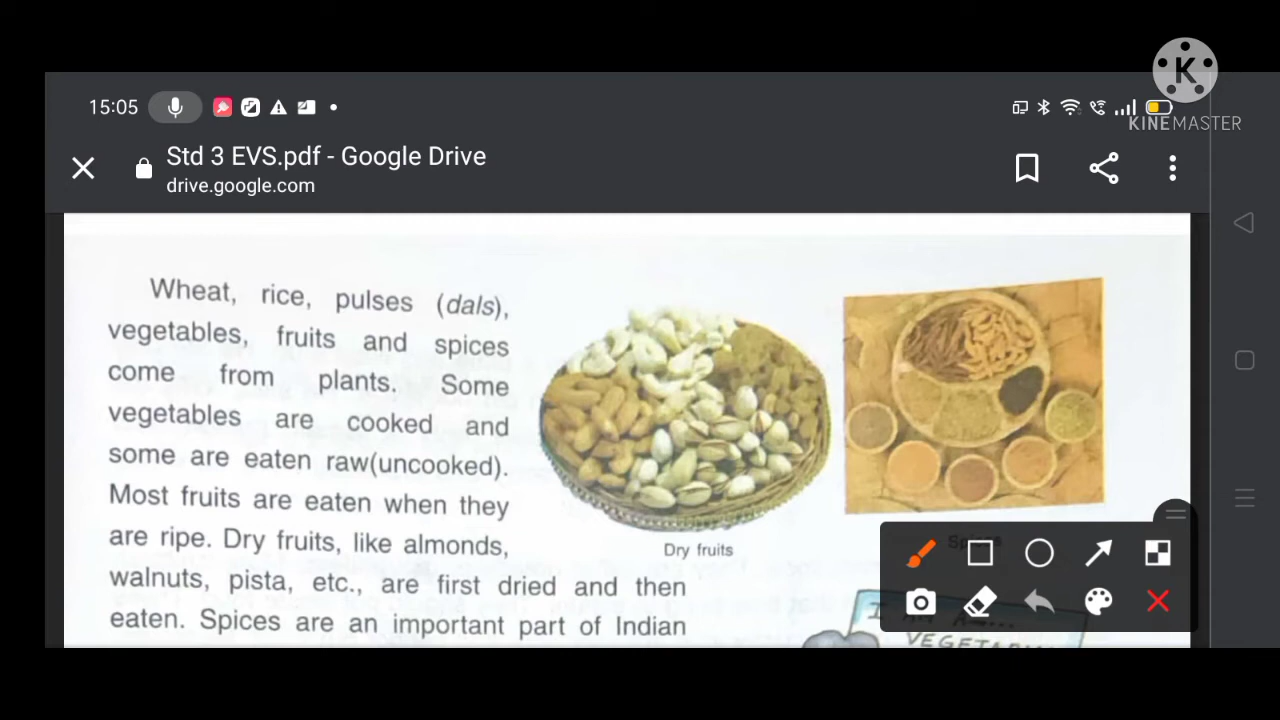 KINEMASTER
15:05
Std 3 EVS.pdf - Google Drive
drive.google.com
Wheat, rice, pulses (dals),
vegetables, fruits and spices
come from plants. Some
vegetables are cooked and
some are eaten raw(uncooked).
Most fruits are eaten when they
are ripe. Dry fruits, like almonds,
walnuts, pista, etc., are first dried and then
eaten. Spices are an important part of Indian
Dry fruits
Spices
I AM A...